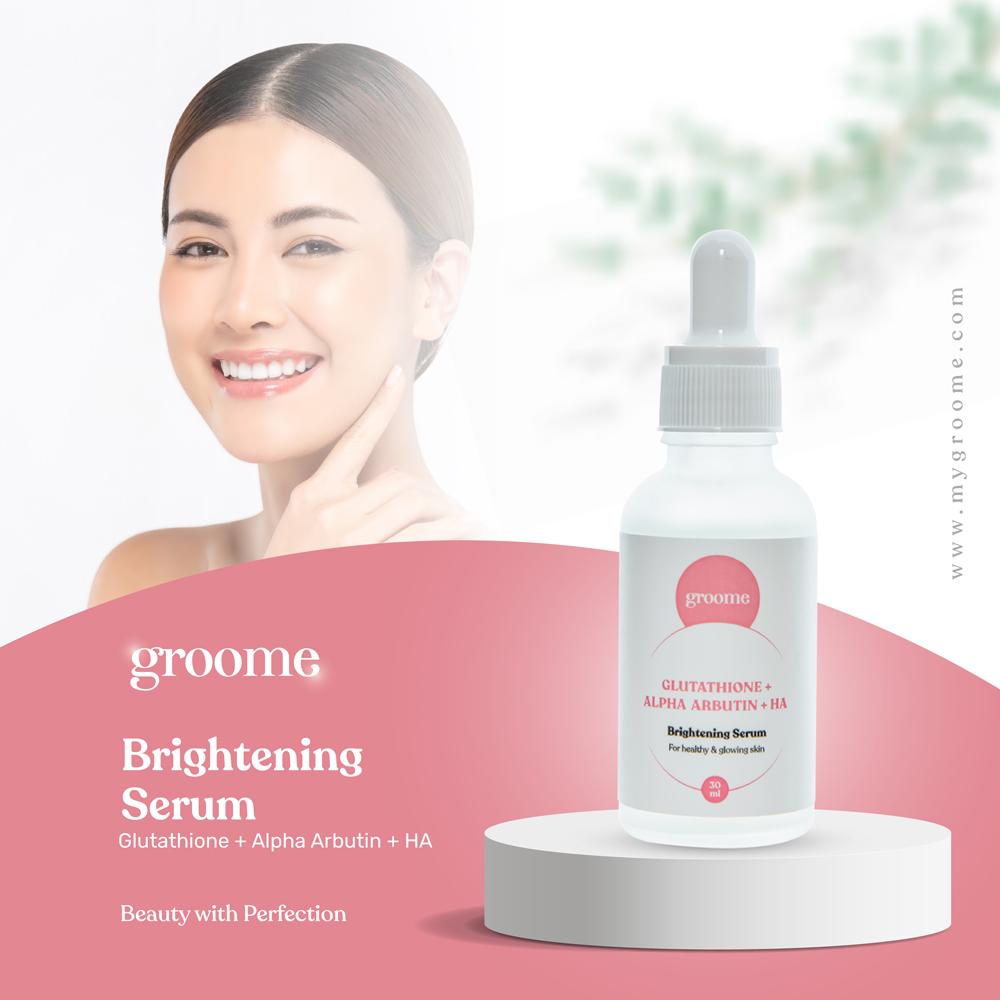 groome
Brightening
Serum
Glutathione + Alpha Arbutin + HA
Beauty with Perfection
groome
GLUTATHIONE +
ALPHA ARBUTIN + HA
Brightening Serum
For healthy & glowing skin
30
ml
www.mygroome.com